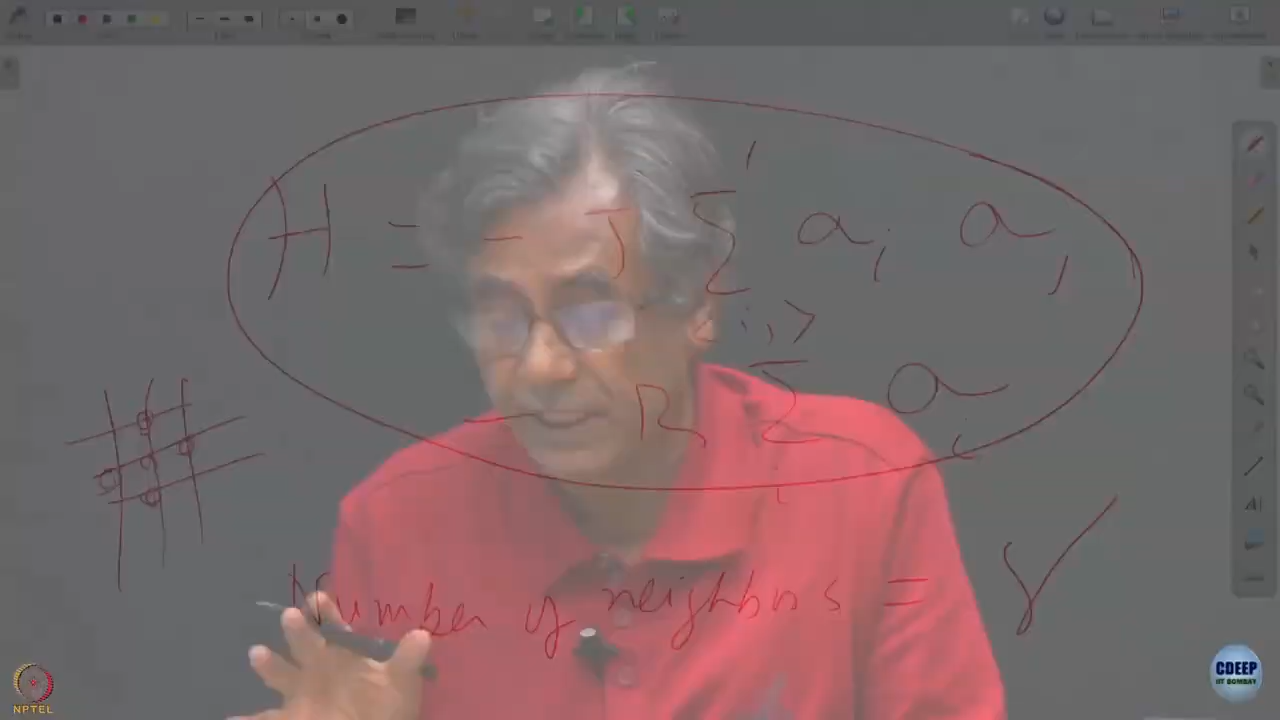 H = - J Σ' a_i a_j
i,j
- R Σ a_i
i
Number of neighbors = γ
NPTEL
CDEEP
IIT BOMBAY